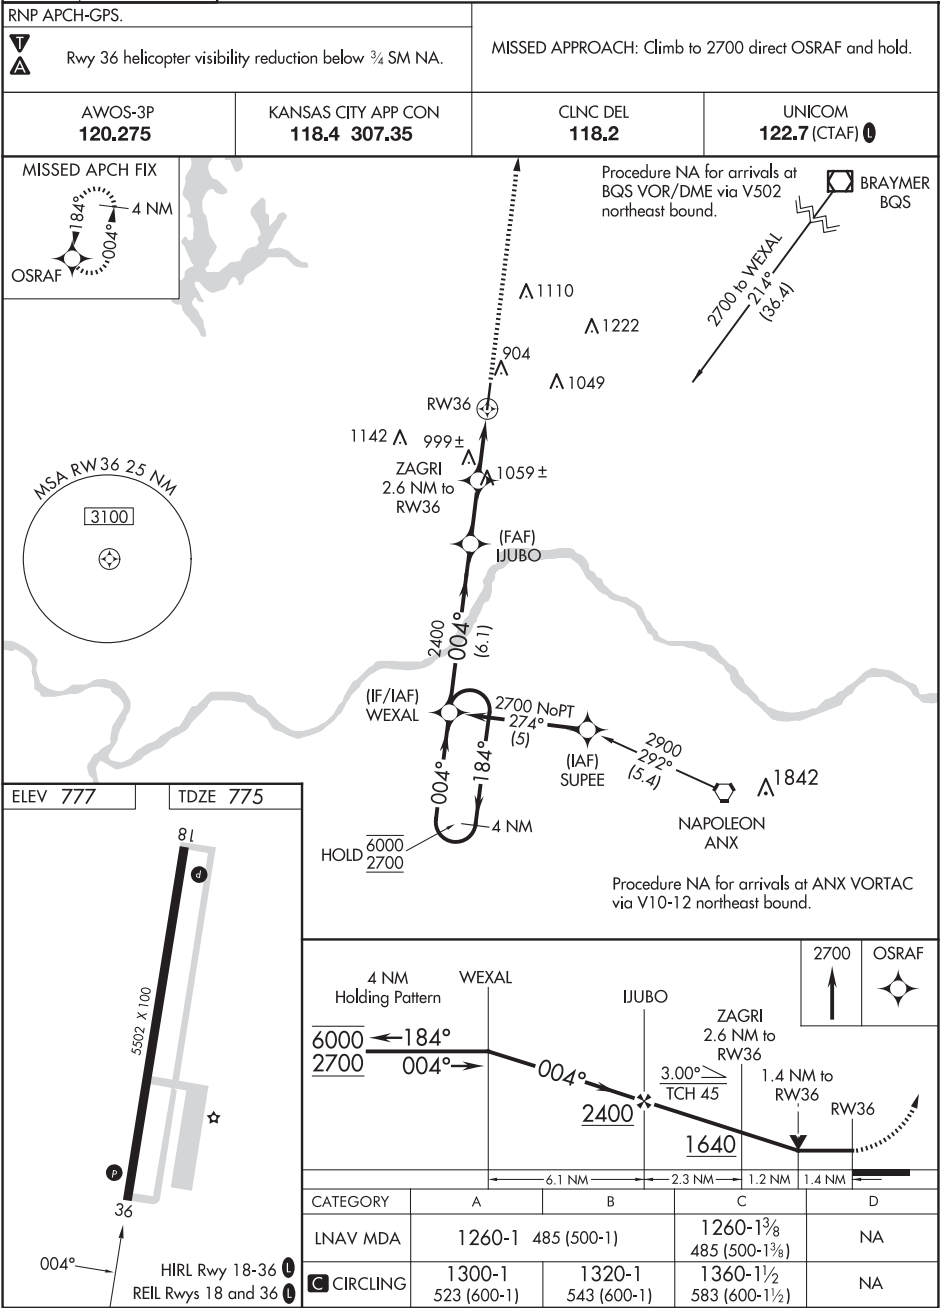 RNP APCH-GPS.
T
A
Rwy 36 helicopter visibility reduction below ¾ SM NA.
MISSED APPROACH: Climb to 2700 direct OSRAF and hold.
AWOS-3P
120.275
KANSAS CITY APP CON
118.4 307.35
CLNC DEL
118.2
UNICOM
122.7 (CTAF) L
MISSED APCH FIX
184°
004°
4 NM
OSRAF
Procedure NA for arrivals at
BQS VOR/DME via V502
northeast bound.
BRAYMER
BQS
2700 to WEXAL
214°
(36.4)
1110
1222
904
1049
RW36
1142
999±
ZAGRI
2.6 NM to
RW36
1059±
MSA RW36 25 NM
3100
(FAF)
IJUBO
2400
004°
(6.1)
(IF/IAF)
WEXAL
2700 NoPT
274°
(5)
(IAF)
SUPEE
2900
292°
(5.4)
1842
NAPOLEON
ANX
004°
184°
4 NM
HOLD 6000
2700
Procedure NA for arrivals at ANX VORTAC
via V10-12 northeast bound.
ELEV 777
TDZE 775
18
P
5502 X 100
P
36
004°
HIRL Rwy 18-36 L
REIL Rwys 18 and 36 L
2700
OSRAF
4 NM
Holding Pattern
WEXAL
IJUBO
ZAGRI
2.6 NM to
RW36
6000
2700
184°
004°
004°
3.00°
TCH 45
1.4 NM to
RW36
RW36
2400
1640
6.1 NM
2.3 NM
1.2 NM
1.4 NM
CATEGORY A B C D
LNAV MDA 1260-1 485 (500-1) 1260-1⅜ 485 (500-1⅜) NA
C CIRCLING 1300-1 523 (600-1) 1320-1 543 (600-1) 1360-1½ 583 (600-1½) NA